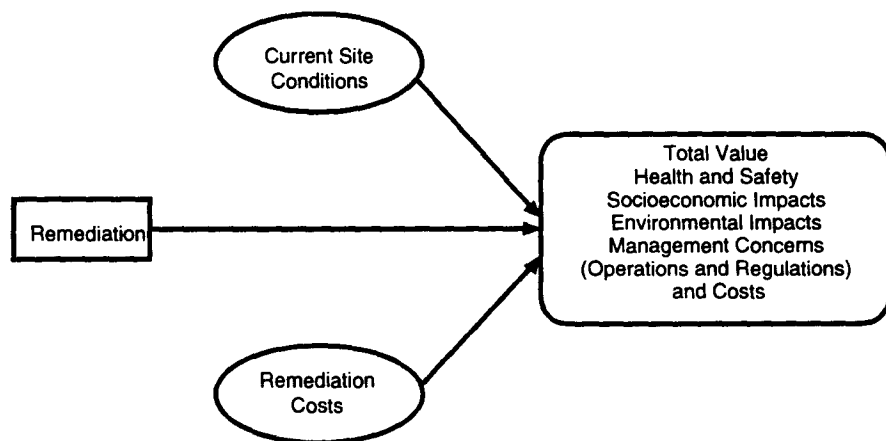 Current Site
Conditions
Remediation
Total Value
Health and Safety
Socioeconomic Impacts
Environmental Impacts
Management Concerns
(Operations and Regulations)
and Costs
Remediation
Costs